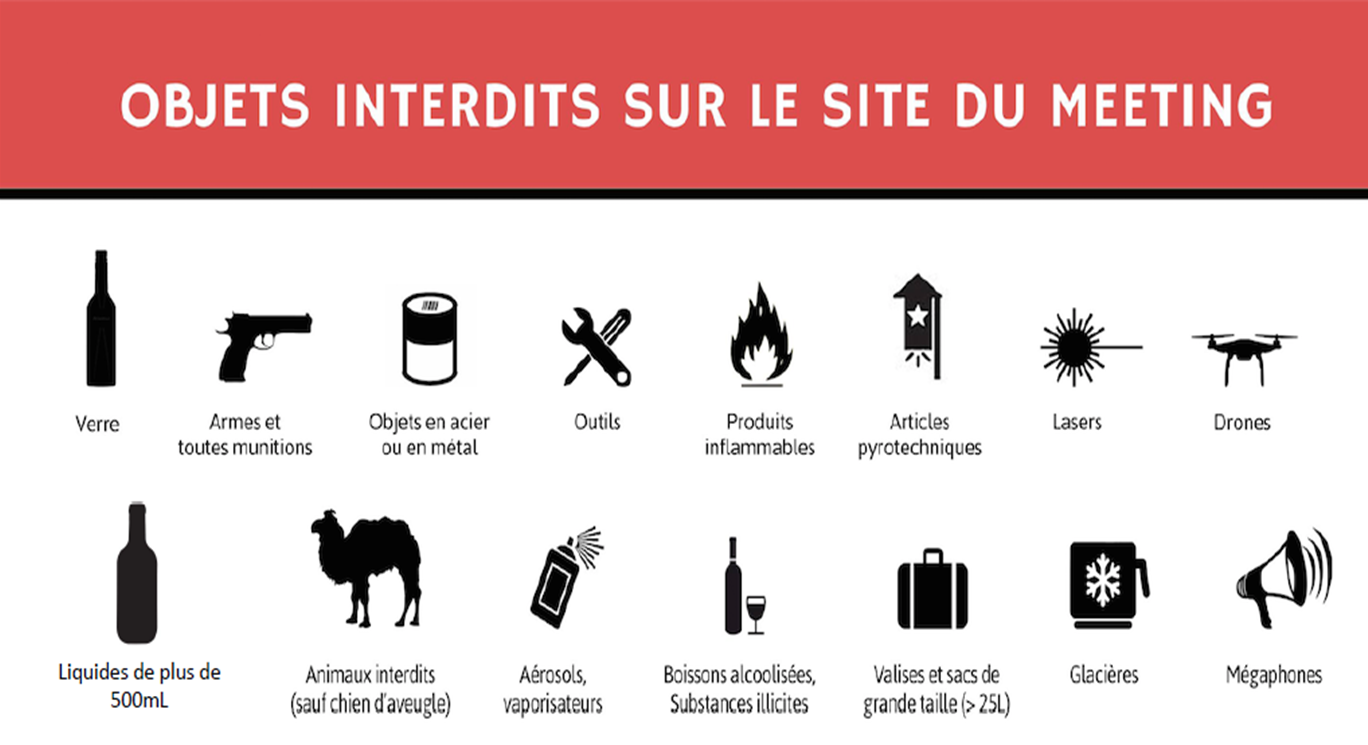 OBJETS INTERDITS SUR LE SITE DU MEETING
Verre
Armes et
toutes munitions
Objets en acier
ou en métal
Outils
Produits
inflammables
Articles
pyrotechniques
Lasers
Drones
Liquides de plus de
500mL
Animaux interdits
(sauf chien d'aveugle)
Aérosols,
vaporisateurs
Boissons alcoolisées,
Substances illicites
Valises et sacs de
grande taille (> 25L)
Glacières
Mégaphones